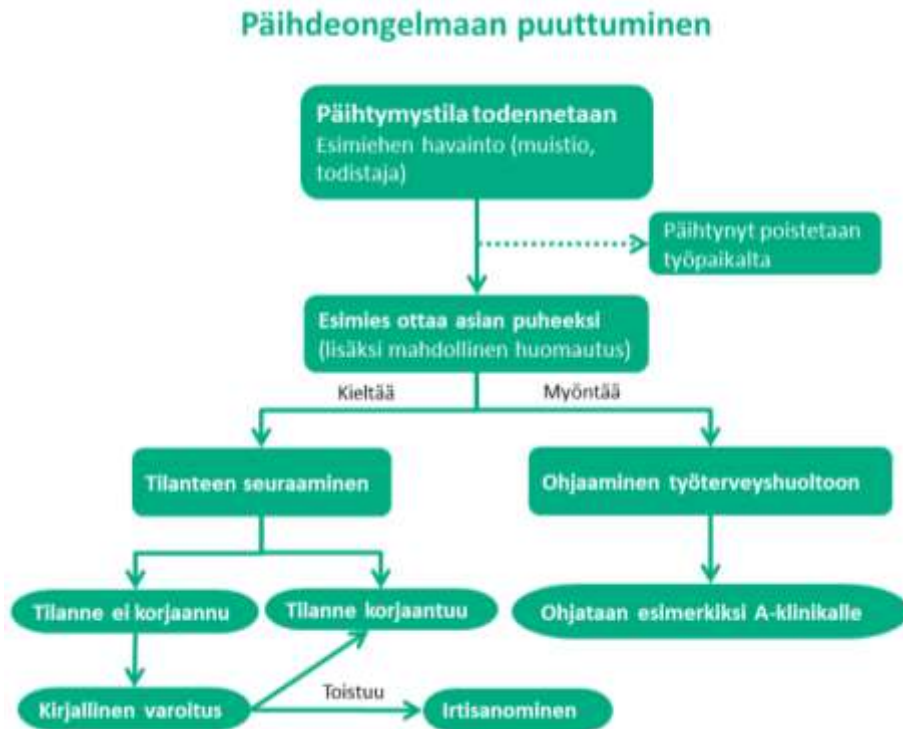 Päihdeongelmaan puuttuminen
Päihtymystila todennetaan
Esimiehen havainto (muistio,
todistaja)
Päihtynyt poistetaan
työpaikalta
Esimies ottaa asian puheeksi
(lisäksi mahdollinen huomautus)
Kieltää
Myöntää
Tilanteen seuraaminen
Ohjaaminen työterveyshuoltoon
Tilanne ei korjaannu
Tilanne korjaantuu
Ohjataan esimerkiksi A-klinikalle
Kirjallinen varoitus
Toistuu
Irtisanominen